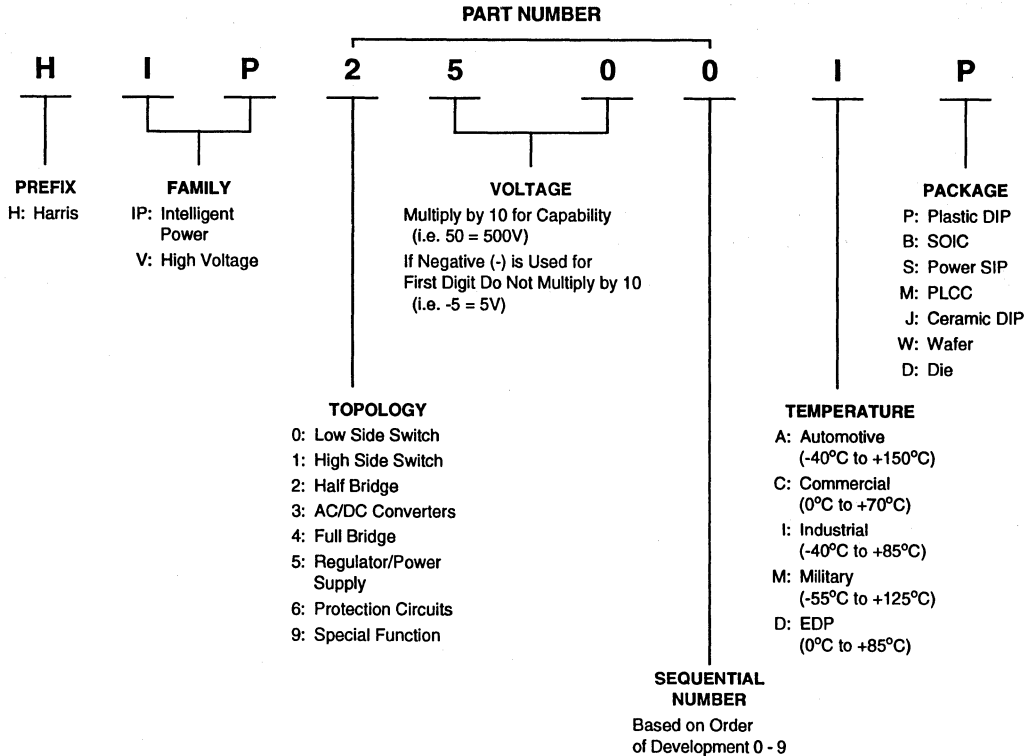 PART NUMBER
H I P 2 5 0 0 I P
PREFIX
H: Harris
FAMILY
IP: Intelligent
Power
V: High Voltage
VOLTAGE
Multiply by 10 for Capability
(i.e. 50 = 500V)
If Negative (-) is Used for
First Digit Do Not Multiply by 10
(i.e. -5 = 5V)
PACKAGE
P: Plastic DIP
B: SOIC
S: Power SIP
M: PLCC
J: Ceramic DIP
W: Wafer
D: Die
TOPOLOGY
0: Low Side Switch
1: High Side Switch
2: Half Bridge
3: AC/DC Converters
4: Full Bridge
5: Regulator/Power
Supply
6: Protection Circuits
9: Special Function
TEMPERATURE
A: Automotive
(-40°C to +150°C)
C: Commercial
(0°C to +70°C)
I: Industrial
(-40°C to +85°C)
M: Military
(-55°C to +125°C)
D: EDP
(0°C to +85°C)
SEQUENTIAL
NUMBER
Based on Order
of Development 0 - 9